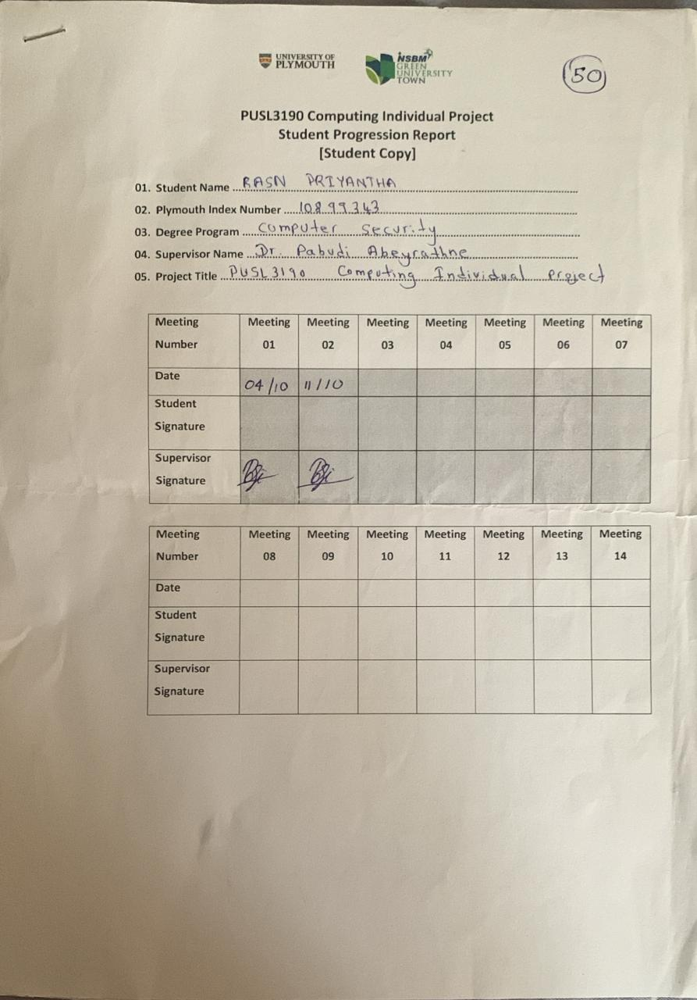 UNIVERSITY OF
PLYMOUTH
NSBM
GREEN
UNIVERSITY
TOWN
50
PUSL3190 Computing Individual Project
Student Progression Report
[Student Copy]
01. Student Name RASN PRIYANTHA
02. Plymouth Index Number 10899343
03. Degree Program Computer Security
04. Supervisor Name Dr. Pabudi Abeyrathne
05. Project Title PUSL3190 Computing Individual Project
Meeting Number Meeting 01 Meeting 02 Meeting 03 Meeting 04 Meeting 05 Meeting 06 Meeting 07
Date 04/10 11/10
Student Signature
Supervisor Signature
Meeting Number Meeting 08 Meeting 09 Meeting 10 Meeting 11 Meeting 12 Meeting 13 Meeting 14
Date
Student Signature
Supervisor Signature